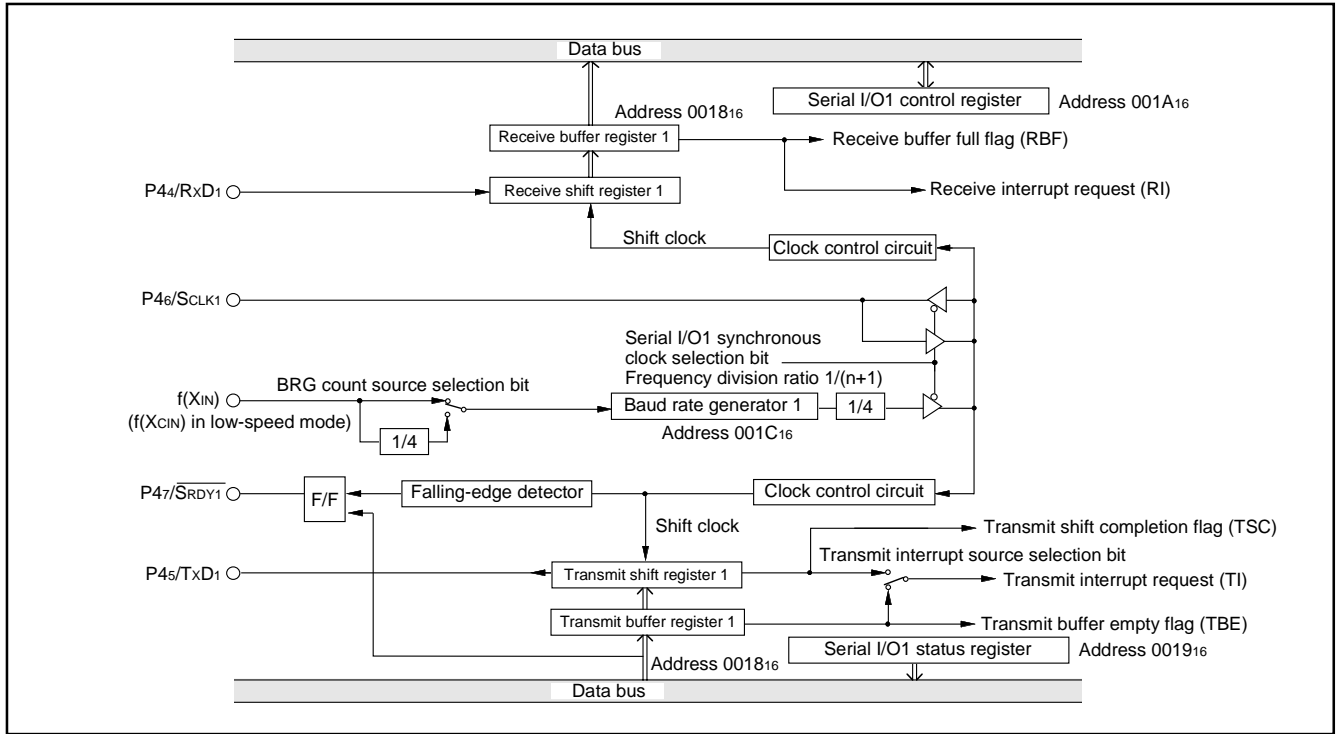 Data bus
Address 001816
Serial I/O1 control register Address 001A16
Receive buffer register 1
Receive buffer full flag (RBF)
P44/RXD1
Receive shift register 1
Receive interrupt request (RI)
Shift clock
Clock control circuit
P46/SCLK1
Serial I/O1 synchronous
clock selection bit
Frequency division ratio 1/(n+1)
BRG count source selection bit
f(XIN)
(f(XCIN) in low-speed mode)
1/4
Baud rate generator 1
1/4
Address 001C16
P47/SRDY1
F/F
Falling-edge detector
Clock control circuit
Shift clock
Transmit shift completion flag (TSC)
Transmit interrupt source selection bit
P45/TXD1
Transmit shift register 1
Transmit interrupt request (TI)
Transmit buffer register 1
Transmit buffer empty flag (TBE)
Address 001816
Serial I/O1 status register Address 001916
Data bus